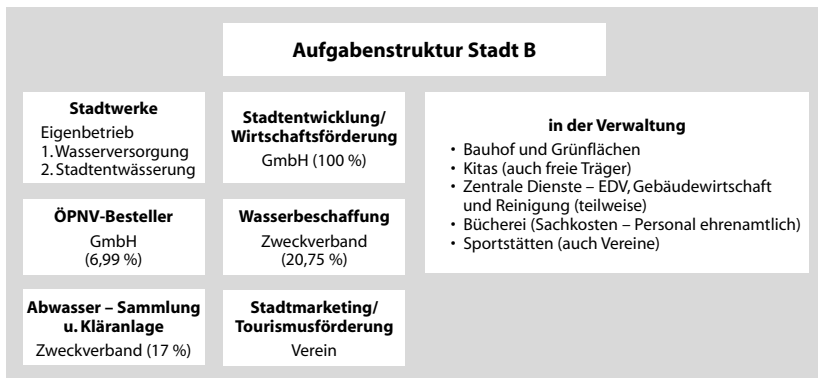 Aufgabenstruktur Stadt B
Stadtwerke
Eigenbetrieb
1. Wasserversorgung
2. Stadtentwässerung
Stadtentwicklung/
Wirtschaftsförderung
GmbH (100 %)
in der Verwaltung
• Bauhof und Grünflächen
• Kitas (auch freie Träger)
• Zentrale Dienste – EDV, Gebäudewirtschaft
und Reinigung (teilweise)
• Bücherei (Sachkosten – Personal ehrenamtlich)
• Sportstätten (auch Vereine)
ÖPNV-Besteller
GmbH
(6,99 %)
Wasserbeschaffung
Zweckverband
(20,75 %)
Abwasser – Sammlung
u. Kläranlage
Zweckverband (17 %)
Stadtmarketing/
Tourismusförderung
Verein